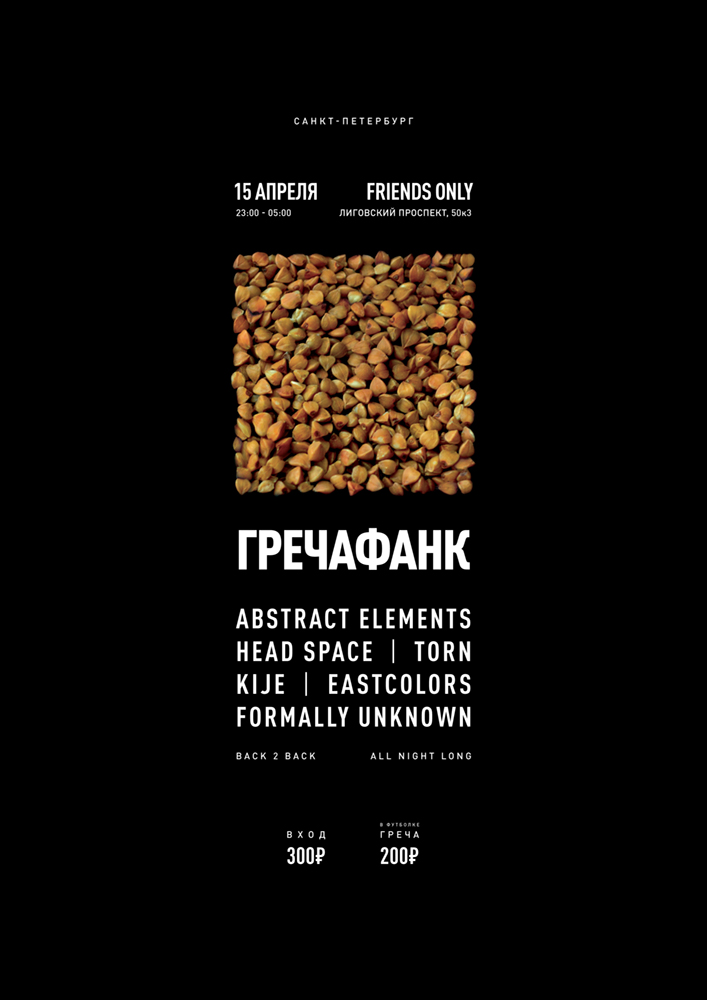 САНКТ-ПЕТЕРБУРГ
15 АПРЕЛЯ
23:00 - 05:00
FRIENDS ONLY
ЛИГОВСКИЙ ПРОСПЕКТ, 50к3
ГРЕЧАФАНК
ABSTRACT ELEMENTS
HEAD SPACE | TORN
KIJE | EASTCOLORS
FORMALLY UNKNOWN
BACK 2 BACK ALL NIGHT LONG
ВХОД
300₽
В ФУТБОЛКЕ
ГРЕЧА
200₽